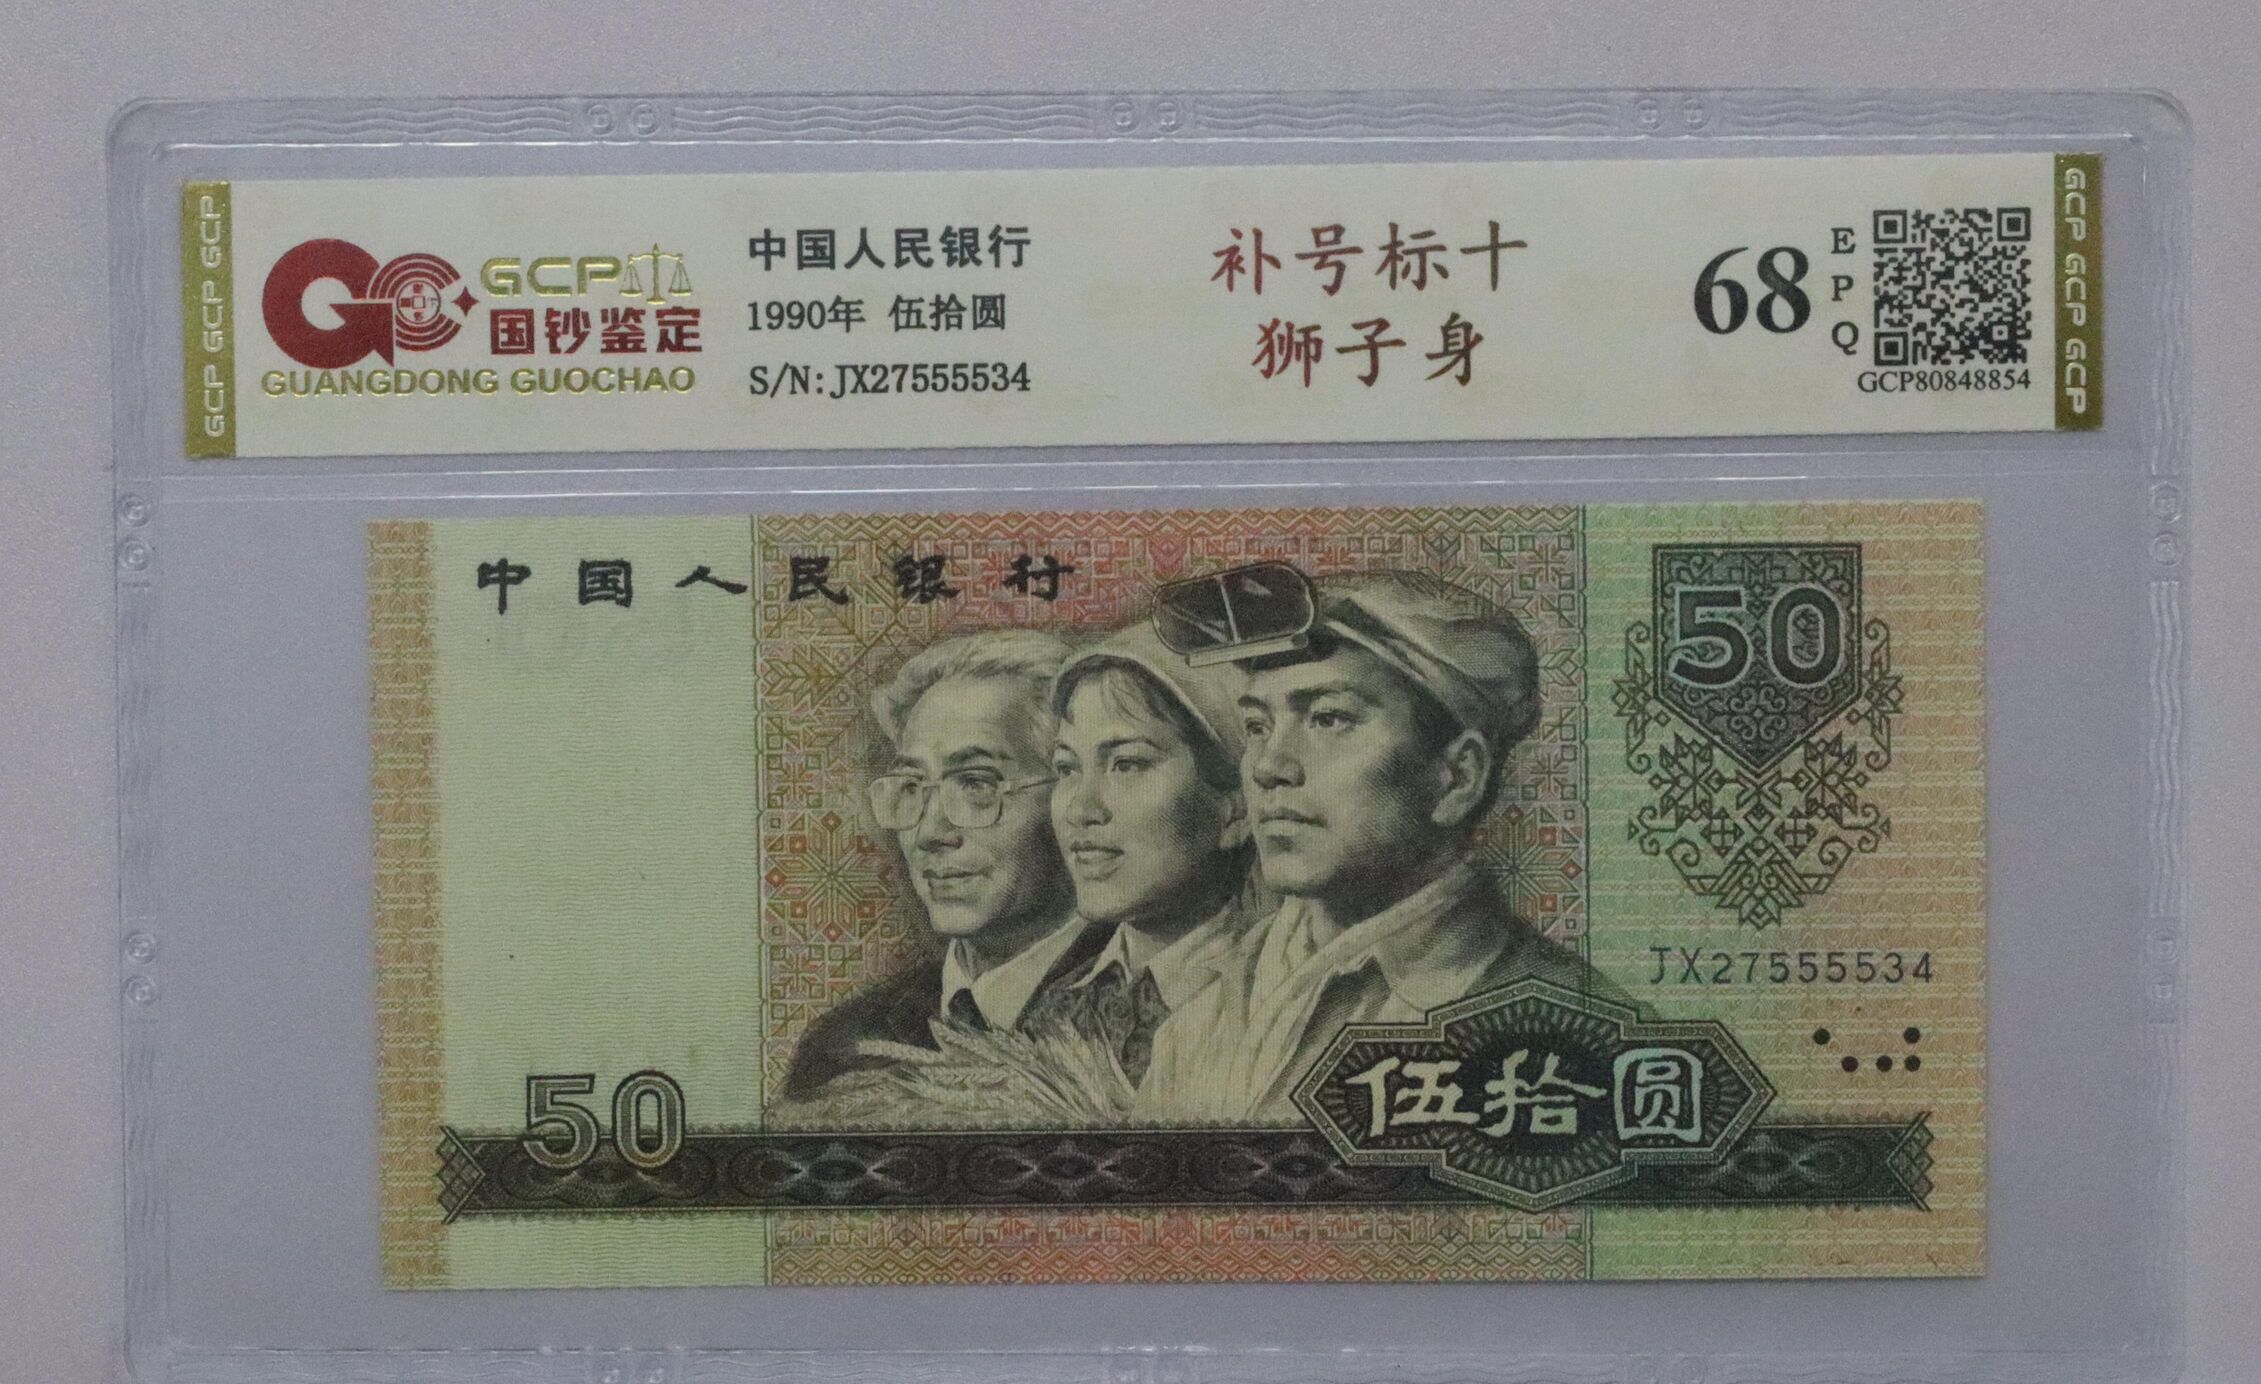 GCP GCP GCP
GCP
国钞鉴定
GUANGDONG GUOCHAO
中国人民银行
1990年 伍拾圆
S/N:JX27555534
补号标十
狮子身
68
EPQ
GCP80848854
GCP GCP GCP
中国人民银行
50
JX27555534
50
伍拾圆